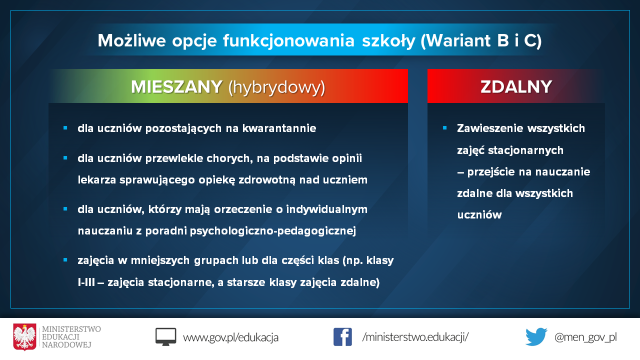 Możliwe opcje funkcjonowania szkoły (Wariant B i C)
MIESZANY (hybrydowy)
▪ dla uczniów pozostających na kwarantannie
▪ dla uczniów przewlekle chorych, na podstawie opinii
lekarza sprawującego opiekę zdrowotną nad uczniem
▪ dla uczniów, którzy mają orzeczenie o indywidualnym
nauczaniu z poradni psychologiczno-pedagogicznej
▪ zajęcia w mniejszych grupach lub dla części klas (np. klasy
I-III – zajęcia stacjonarne, a starsze klasy zajęcia zdalne)
ZDALNY
▪ Zawieszenie wszystkich
zajęć stacjonarnych
– przejście na nauczanie
zdalne dla wszystkich
uczniów
MINISTERSTWO
EDUKACJI
NARODOWEJ
www.gov.pl/edukacja
/ministerstwo.edukacji/
@men_gov_pl